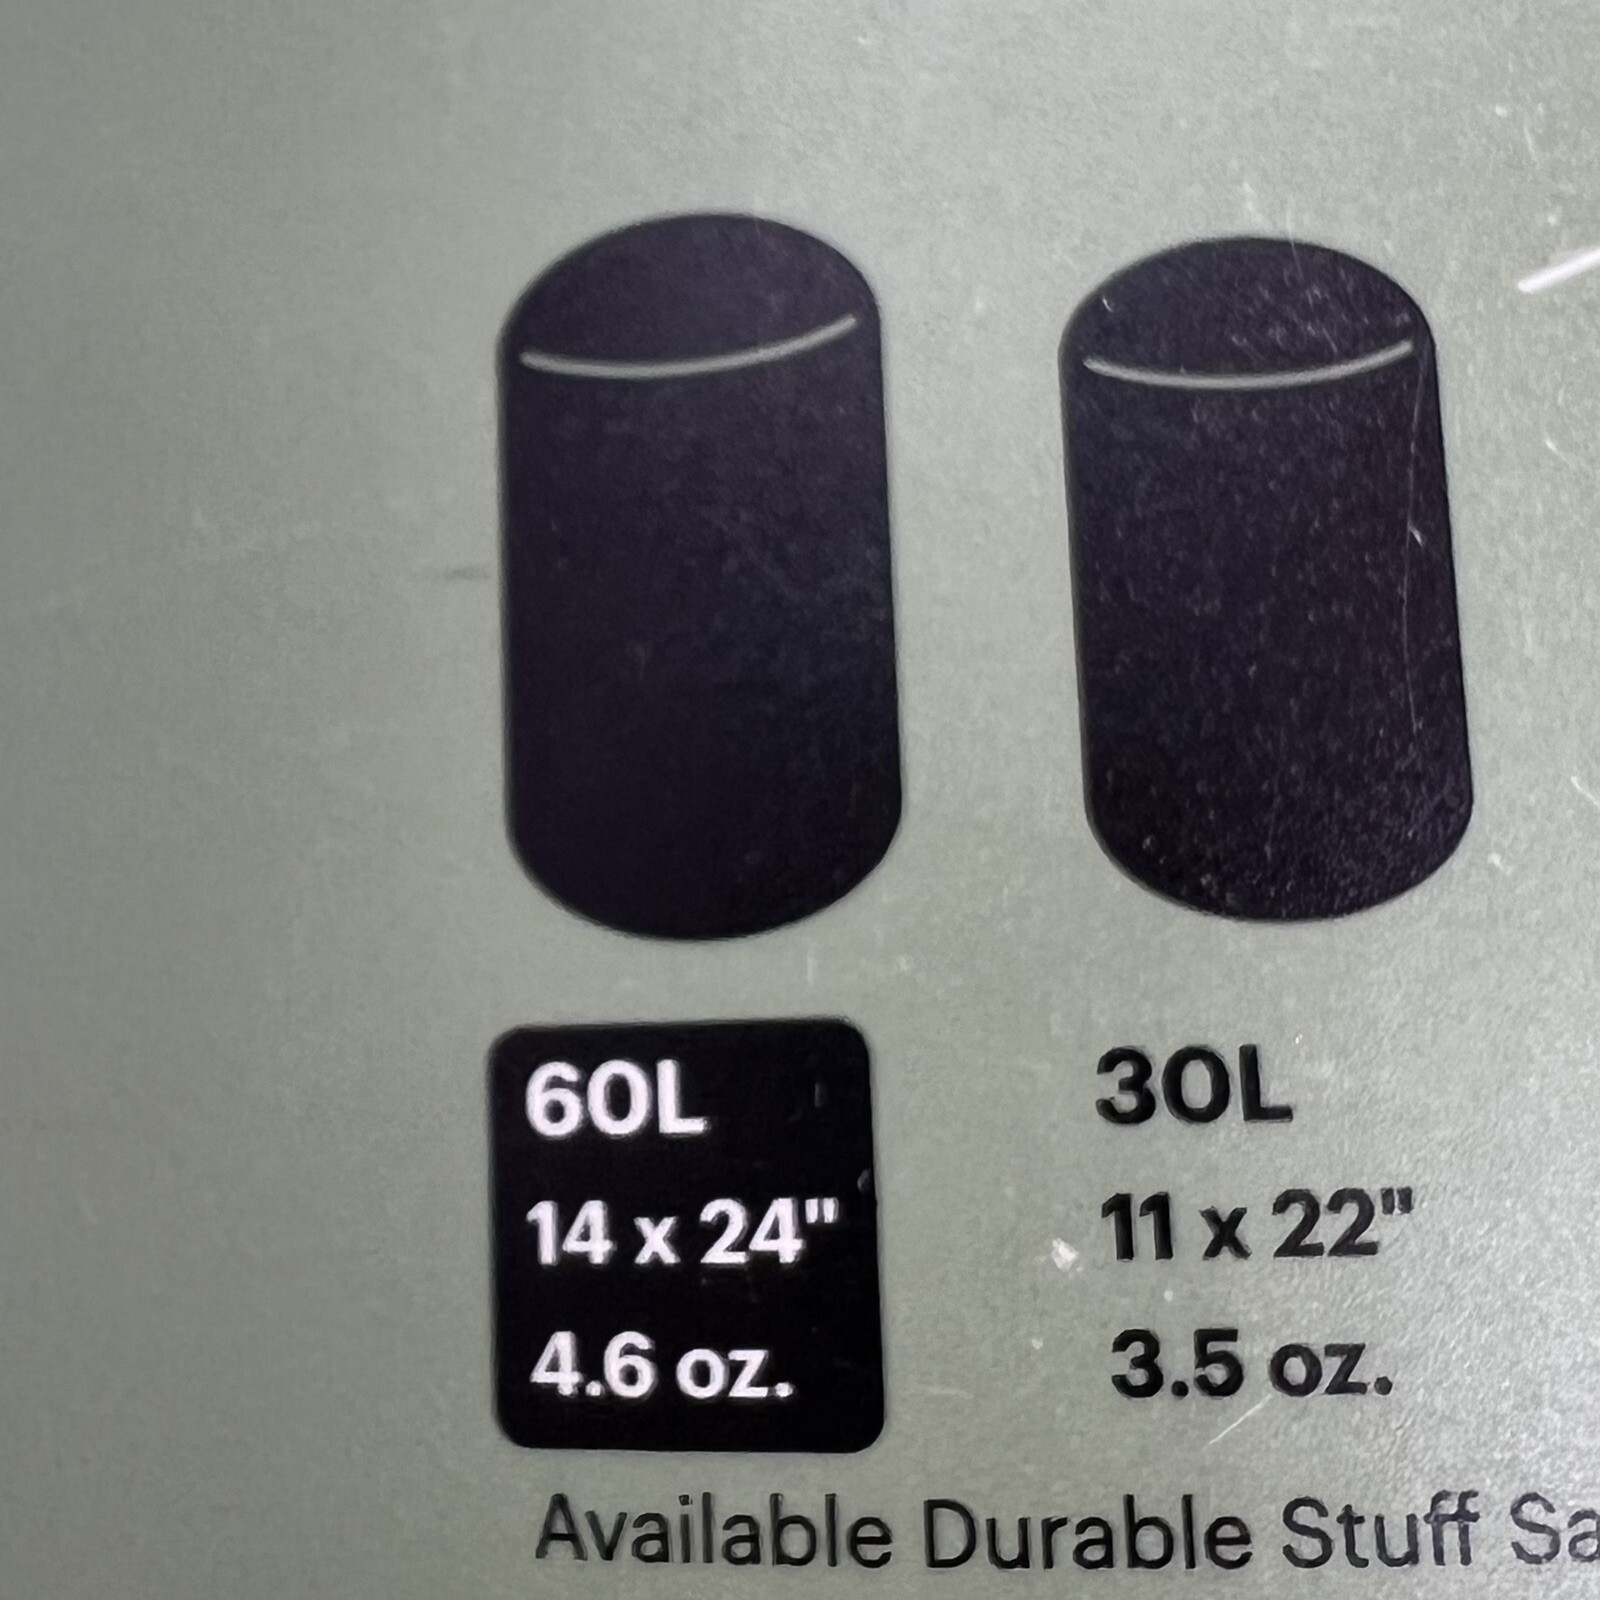 60L
14 x 24"
4.6 oz.
30L
11 x 22"
3.5 oz.
Available Durable Stuff Sa